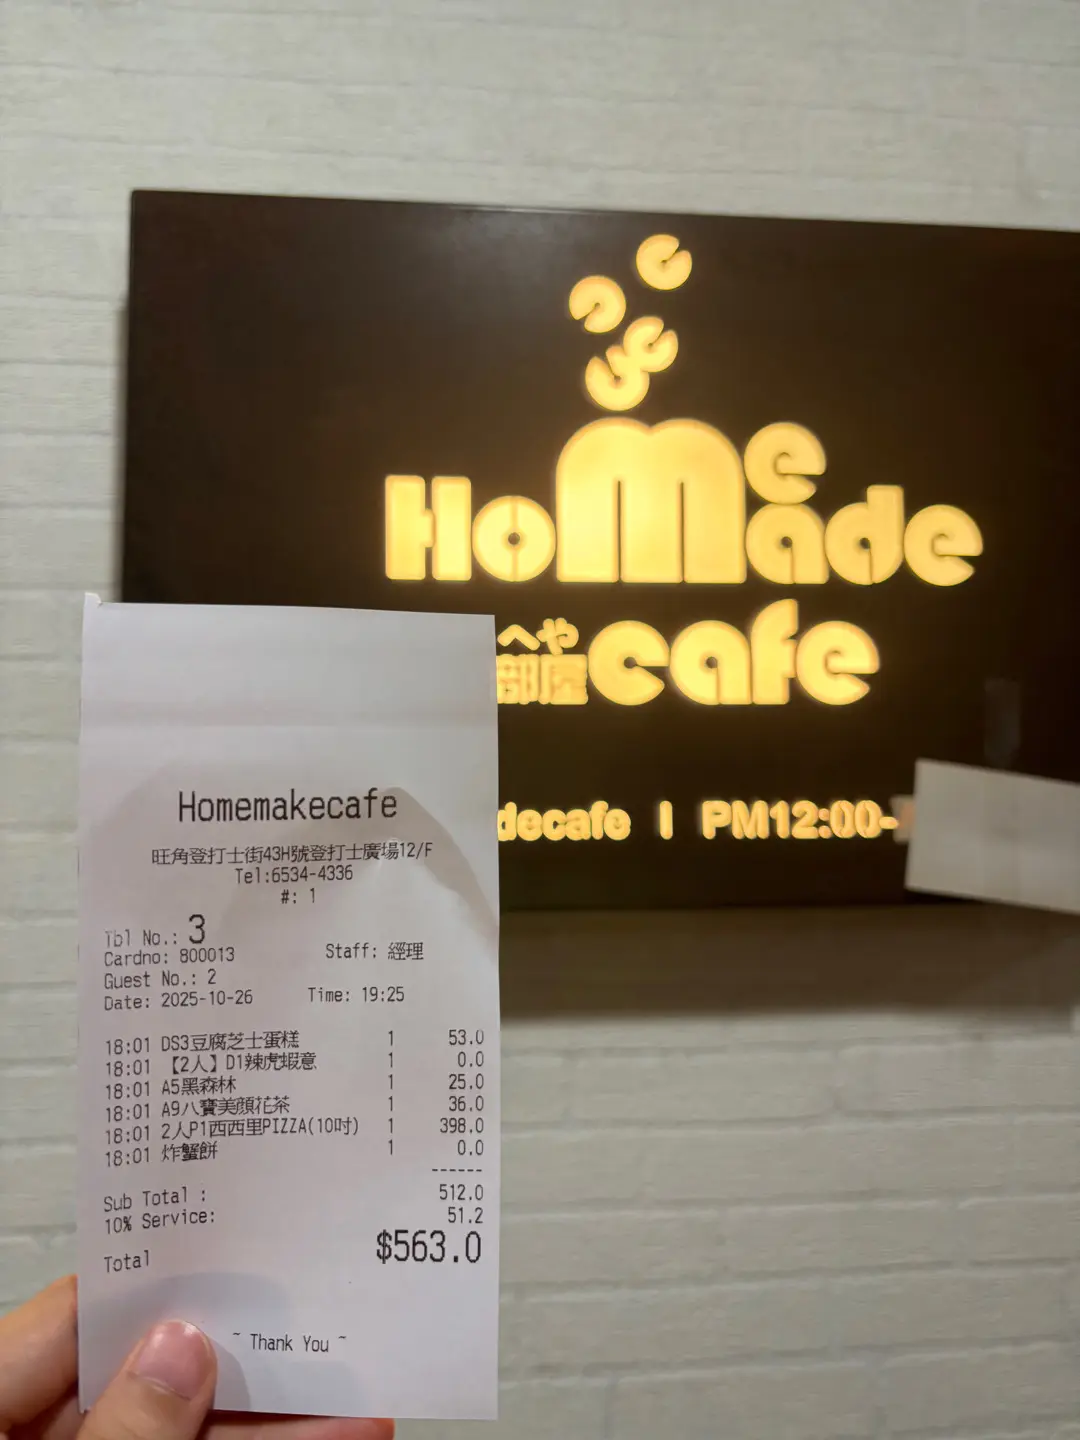 HoMeMade
へや
部屋cafe
decafe | PM12:00-
Homemakecafe
旺角登打士街43H號登打士廣場12/F
Tel:6534-4336
#: 1
Tbl No.: 3
Cardno: 800013 Staff: 經理
Guest No.: 2
Date: 2025-10-26 Time: 19:25
18:01 DS3豆腐芝士蛋糕 1 53.0
18:01 【2人】D1辣虎蝦意 1 0.0
18:01 A5黑森林 1 25.0
18:01 A9八寶美顏花茶 1 36.0
18:01 2人P1西西里PIZZA(10吋) 1 398.0
18:01 炸蟹餅 1 0.0
------
Sub Total : 512.0
10% Service: 51.2
Total $563.0
~ Thank You ~